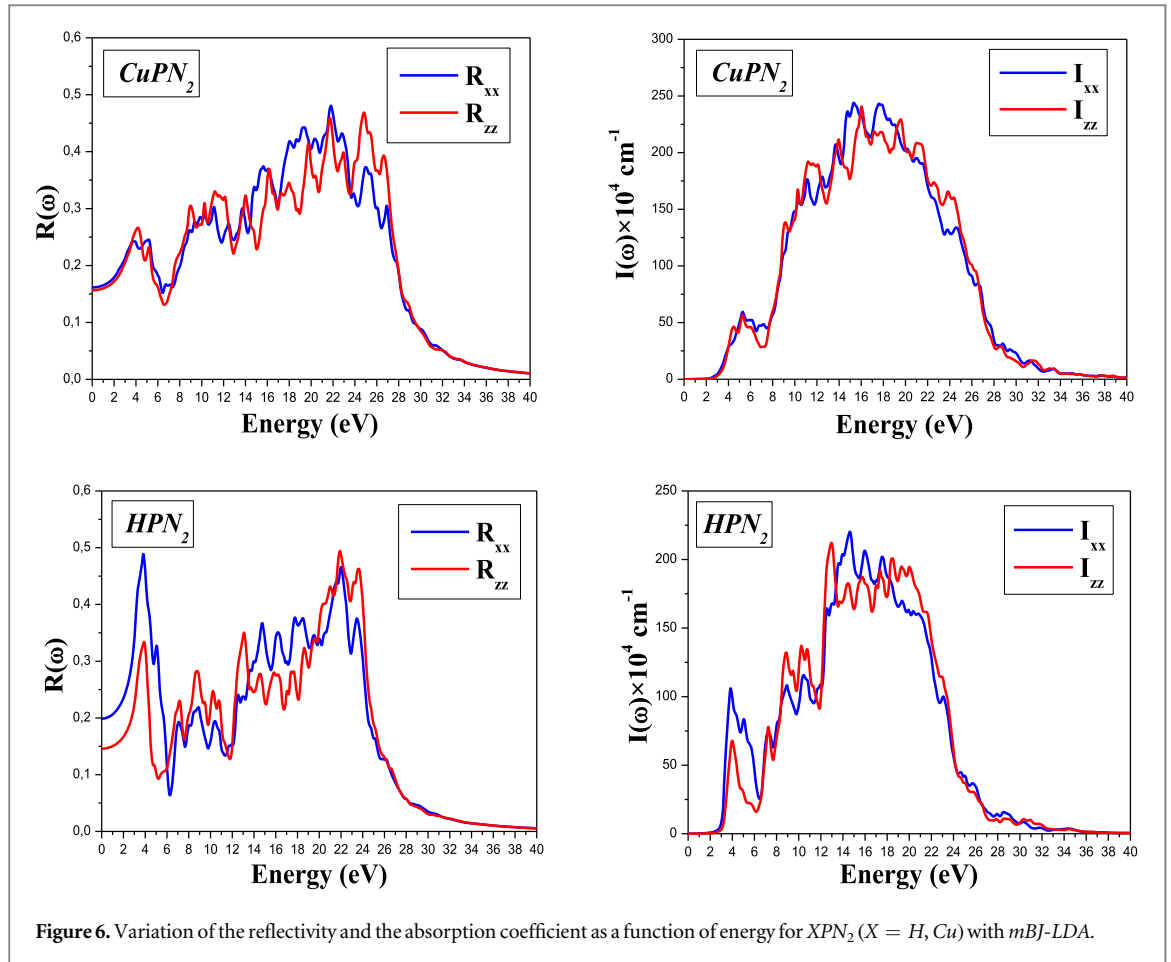 CuPN₂
R_xx
R_zz
R(ω)
0,6
0,5
0,4
0,3
0,2
0,1
0,0
0 2 4 6 8 10 12 14 16 18 20 22 24 26 28 30 32 34 36 38 40
Energy (eV)
CuPN₂
I_xx
I_zz
I(ω)×10⁴ cm⁻¹
300
250
200
150
100
50
0
0 2 4 6 8 10 12 14 16 18 20 22 24 26 28 30 32 34 36 38 40
Energy (eV)
HPN₂
R_xx
R_zz
R(ω)
0,6
0,5
0,4
0,3
0,2
0,1
0,0
0 2 4 6 8 10 12 14 16 18 20 22 24 26 28 30 32 34 36 38 40
Energy (eV)
HPN₂
I_xx
I_zz
I(ω)×10⁴ cm⁻¹
250
200
150
100
50
0
0 2 4 6 8 10 12 14 16 18 20 22 24 26 28 30 32 34 36 38 40
Energy (eV)
Figure 6. Variation of the reflectivity and the absorption coefficient as a function of energy for XPN₂ (X = H, Cu) with mBJ-LDA.